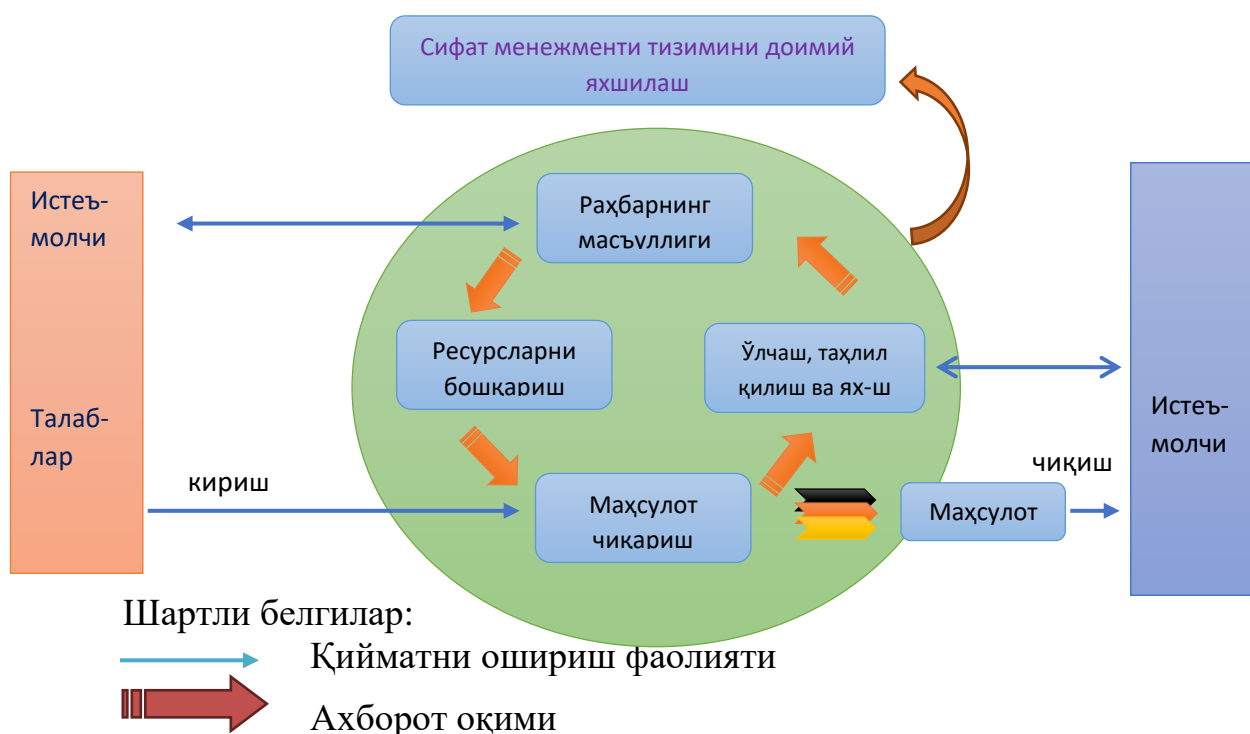 Сифат менежменти тизимини доимий
яхшилаш
Истеъ-
молчи
Талаб-
лар
Раҳбарнинг
масъуллиги
Ресурсларни
бошқариш
Ўлчаш, таҳлил
қилиш ва ях-ш
кириш
Маҳсулот
чиқариш
Маҳсулот
чиқиш
Истеъ-
молчи
Шартли белгилар:
Қийматни ошириш фаолияти
Ахборот оқими